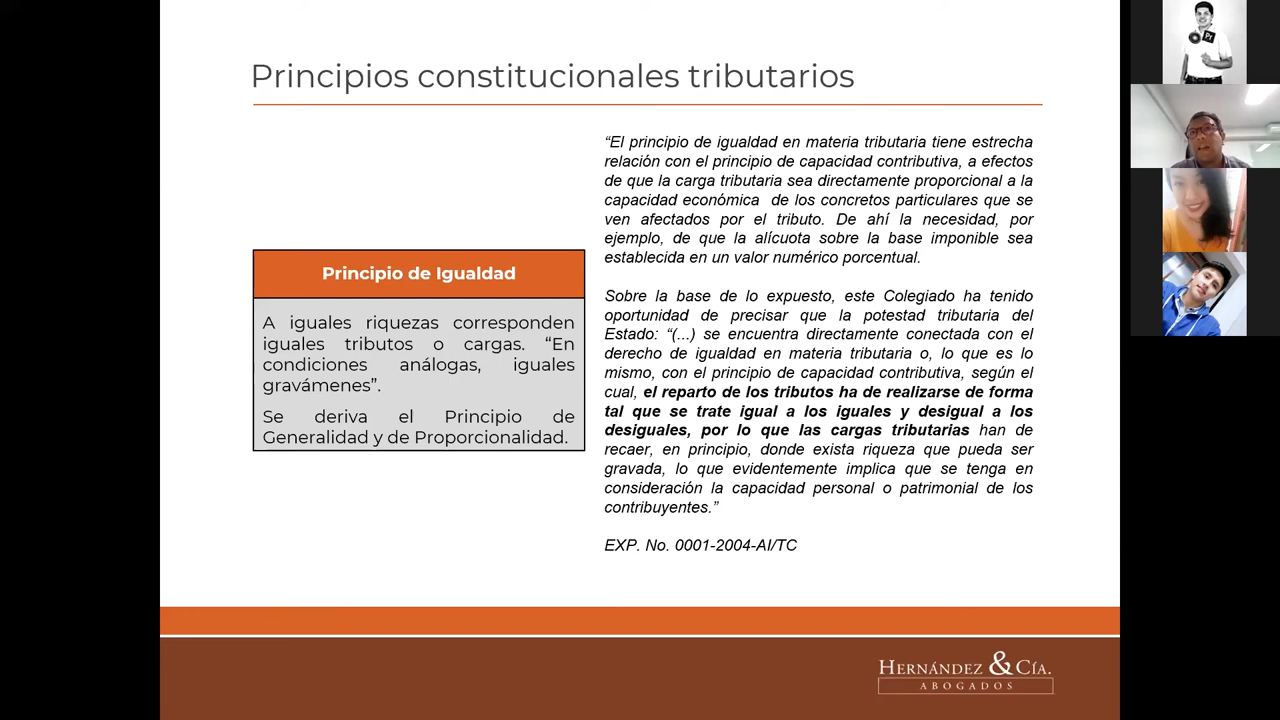 Principios constitucionales tributarios
Principio de Igualdad
A iguales riquezas corresponden
iguales tributos o cargas. “En
condiciones análogas, iguales
gravámenes”.
Se deriva el Principio de
Generalidad y de Proporcionalidad.
“El principio de igualdad en materia tributaria tiene estrecha
relación con el principio de capacidad contributiva, a efectos
de que la carga tributaria sea directamente proporcional a la
capacidad económica de los concretos particulares que se
ven afectados por el tributo. De ahí la necesidad, por
ejemplo, de que la alícuota sobre la base imponible sea
establecida en un valor numérico porcentual.
Sobre la base de lo expuesto, este Colegiado ha tenido
oportunidad de precisar que la potestad tributaria del
Estado: “(...) se encuentra directamente conectada con el
derecho de igualdad en materia tributaria o, lo que es lo
mismo, con el principio de capacidad contributiva, según el
cual, el reparto de los tributos ha de realizarse de forma
tal que se trate igual a los iguales y desigual a los
desiguales, por lo que las cargas tributarias han de
recaer, en principio, donde exista riqueza que pueda ser
gravada, lo que evidentemente implica que se tenga en
consideración la capacidad personal o patrimonial de los
contribuyentes.”
EXP. No. 0001-2004-AI/TC
HERNÁNDEZ & CÍA.
ABOGADOS
Pr